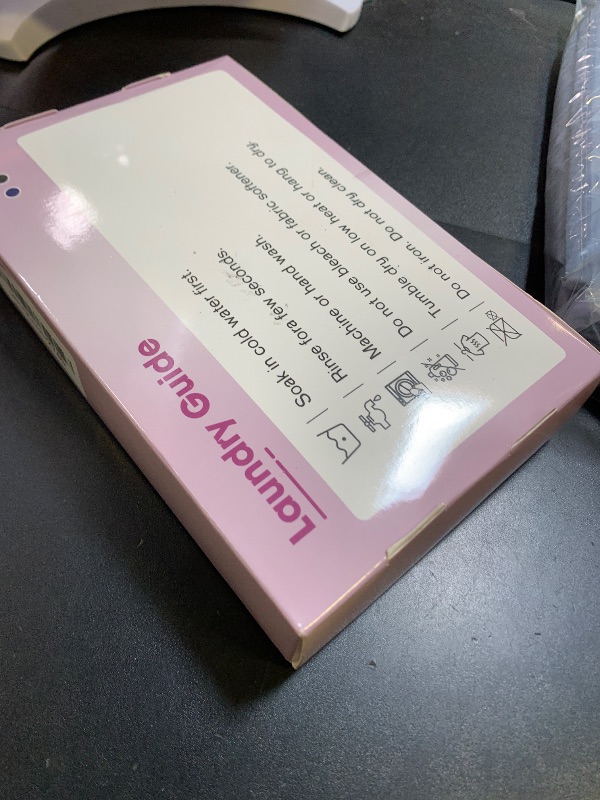 Laundry Guide
Soak in cold water first.
Rinse fora few seconds.
Machine or hand wash.
Do not use bleach or fabric softener.
Tumble dry on low heat or hang to dry.
Do not iron. Do not dry clean.